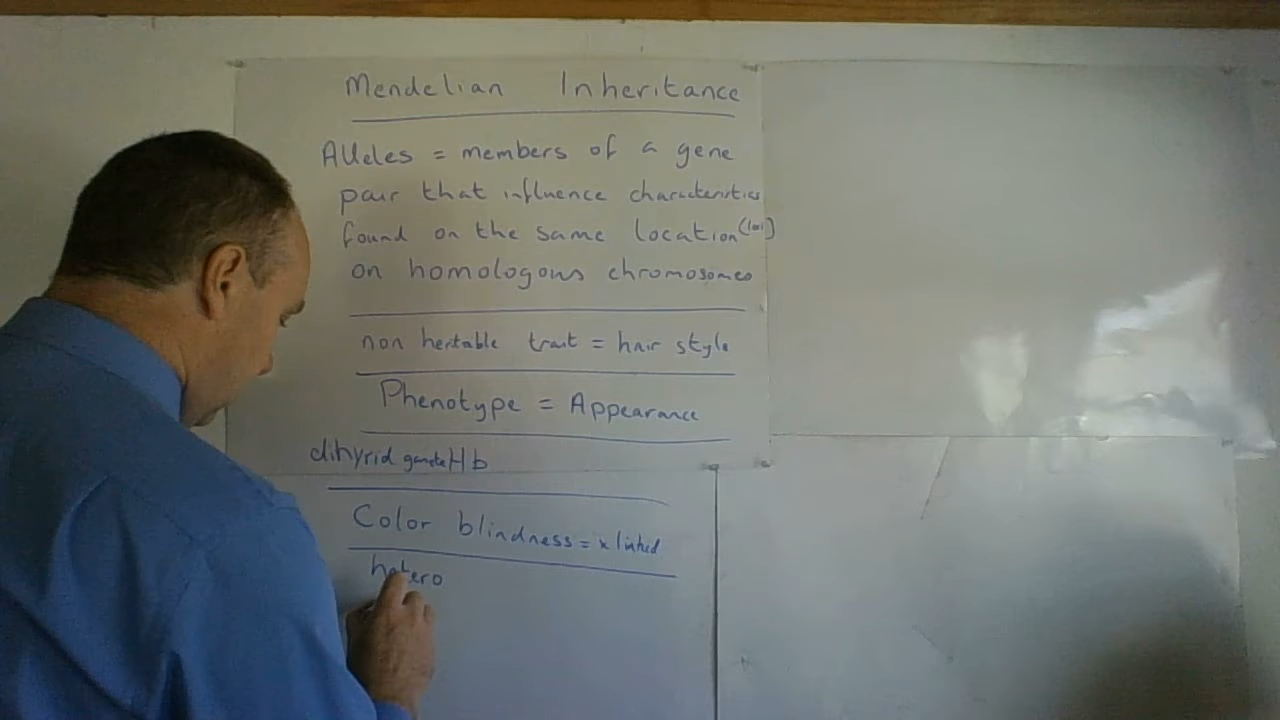 Mendelian Inheritance
Alleles = members of a gene
pair that influence characteristics
found on the same location (loci)
on homologous chromosomes
non heritable trait = hair style
Phenotype = Appearance
dihyrid gamete Hb
Color blindness = x linked
hetero